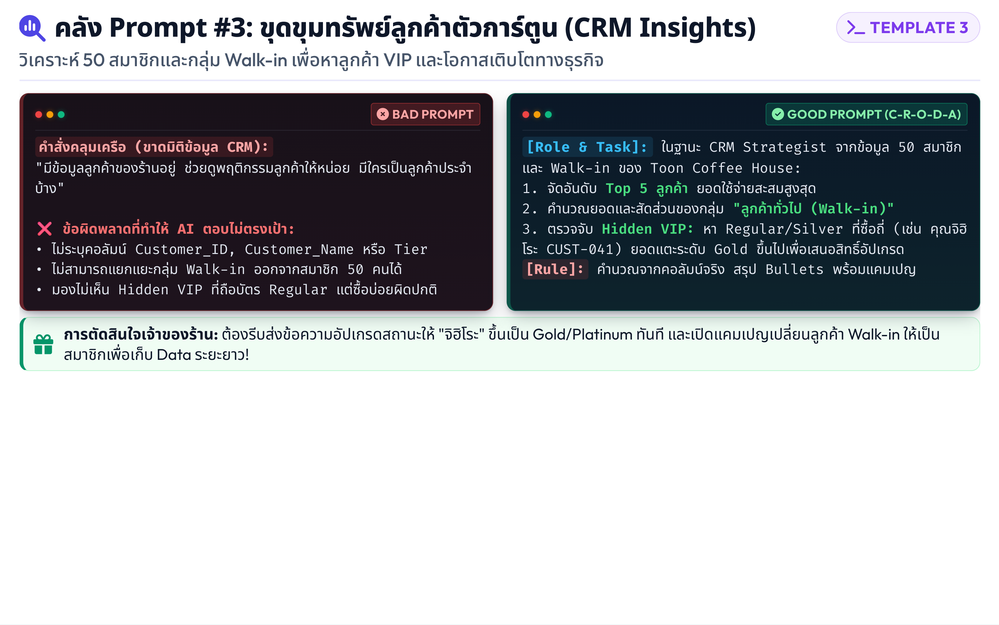 คลัง Prompt #3: ขุดขุมทรัพย์ลูกค้าตัวการ์ตูน (CRM Insights)
TEMPLATE 3
วิเคราะห์ 50 สมาชิกและกลุ่ม Walk-in เพื่อหาลูกค้า VIP และโอกาสเติบโตทางธุรกิจ
BAD PROMPT
คำสั่งคลุมเครือ (ขาดมิติข้อมูล CRM):
"มีข้อมูลลูกค้าของร้านอยู่ ช่วยดูพฤติกรรมลูกค้าให้หน่อย มีใครเป็นลูกค้าประจำ
บ้าง"
❌ ข้อผิดพลาดที่ทำให้ AI ตอบไม่ตรงเป้า:
• ไม่ระบุคอลัมน์ Customer_ID, Customer_Name หรือ Tier
• ไม่สามารถแยกแยะกลุ่ม Walk-in ออกจากสมาชิก 50 คนได้
• มองไม่เห็น Hidden VIP ที่ถือบัตร Regular แต่ซื้อบ่อยผิดปกติ
GOOD PROMPT (C-R-O-D-A)
[Role & Task]: ในฐานะ CRM Strategist จากข้อมูล 50 สมาชิก
และ Walk-in ของ Toon Coffee House:
1. จัดอันดับ Top 5 ลูกค้า ยอดใช้จ่ายสะสมสูงสุด
2. คำนวณยอดและสัดส่วนของกลุ่ม "ลูกค้าทั่วไป (Walk-in)"
3. ตรวจจับ Hidden VIP: หา Regular/Silver ที่ซื้อถี่ (เช่น คุณจิฮิ
โระ CUST-041) ยอดแตะระดับ Gold ขึ้นไปเพื่อเสนอสิทธิ์อัปเกรด
[Rule]: คำนวณจากคอลัมน์จริง สรุป Bullets พร้อมแคมเปญ
การตัดสินใจเจ้าของร้าน: ต้องรีบส่งข้อความอัปเกรดสถานะให้ "จิฮิโระ" ขึ้นเป็น Gold/Platinum ทันที และเปิดแคมเปญเปลี่ยนลูกค้า Walk-in ให้เป็น
สมาชิกเพื่อเก็บ Data ระยะยาว!